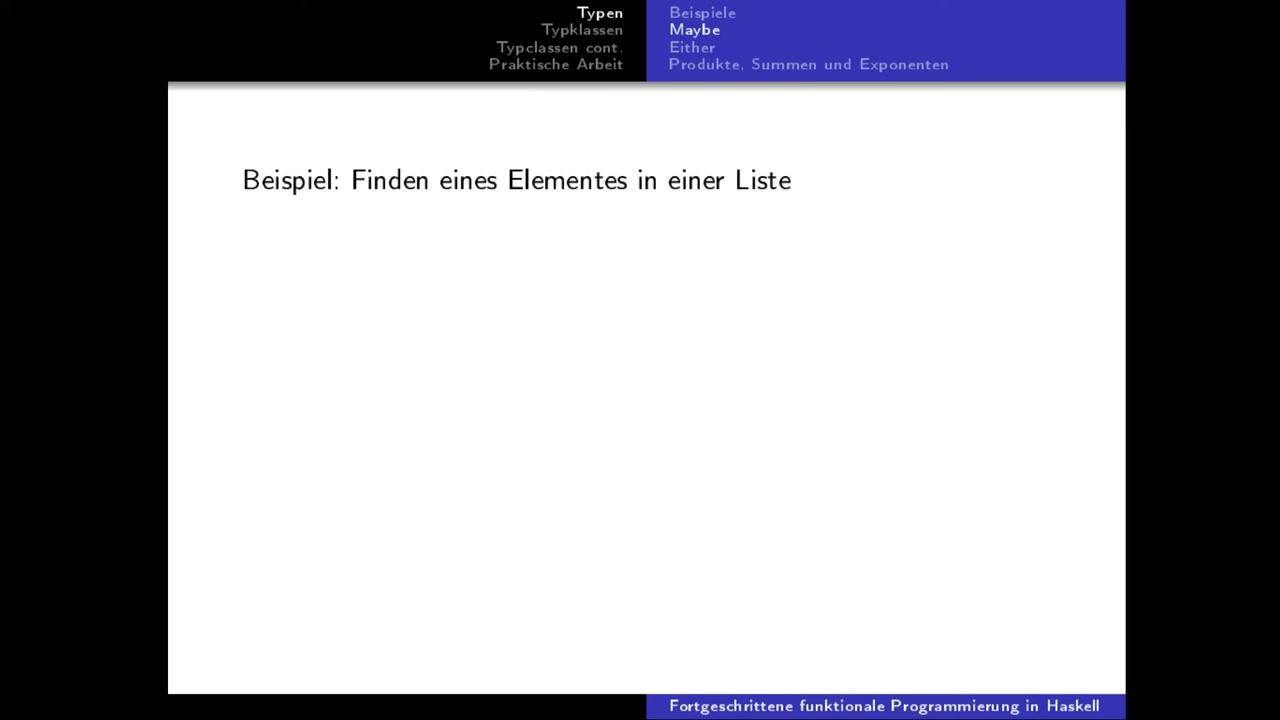 Typen
Typklassen
Typclassen cont.
Praktische Arbeit
Beispiele
Maybe
Either
Produkte, Summen und Exponenten
Beispiel: Finden eines Elementes in einer Liste
Fortgeschrittene funktionale Programmierung in Haskell